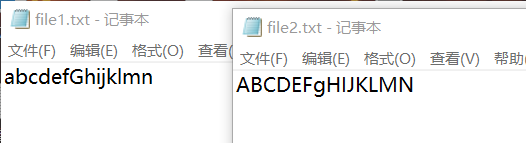 file1.txt - 记事本
文件(F) 编辑(E) 格式(O) 查看
abcdefGhijklmn
file2.txt - 记事本
文件(F) 编辑(E) 格式(O) 查看(V) 帮助
ABCDEFgHIJKLMN